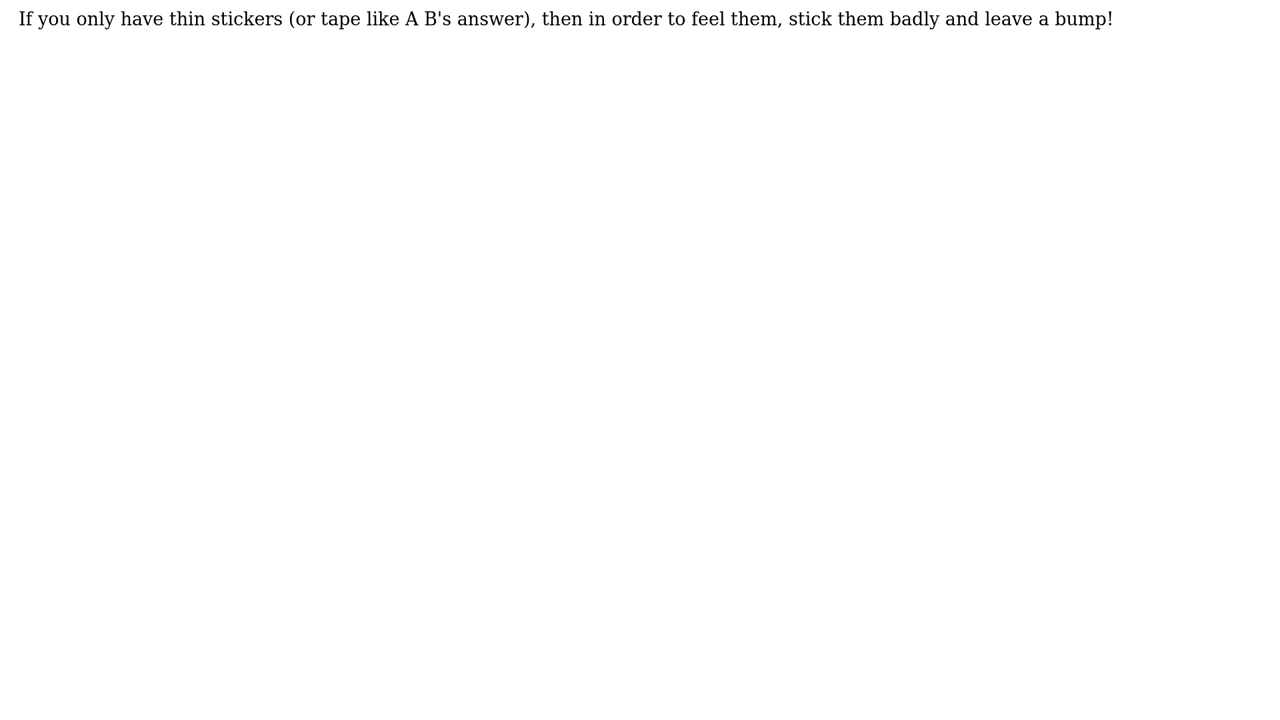 If you only have thin stickers (or tape like A B's answer), then in order to feel them, stick them badly and leave a bump!